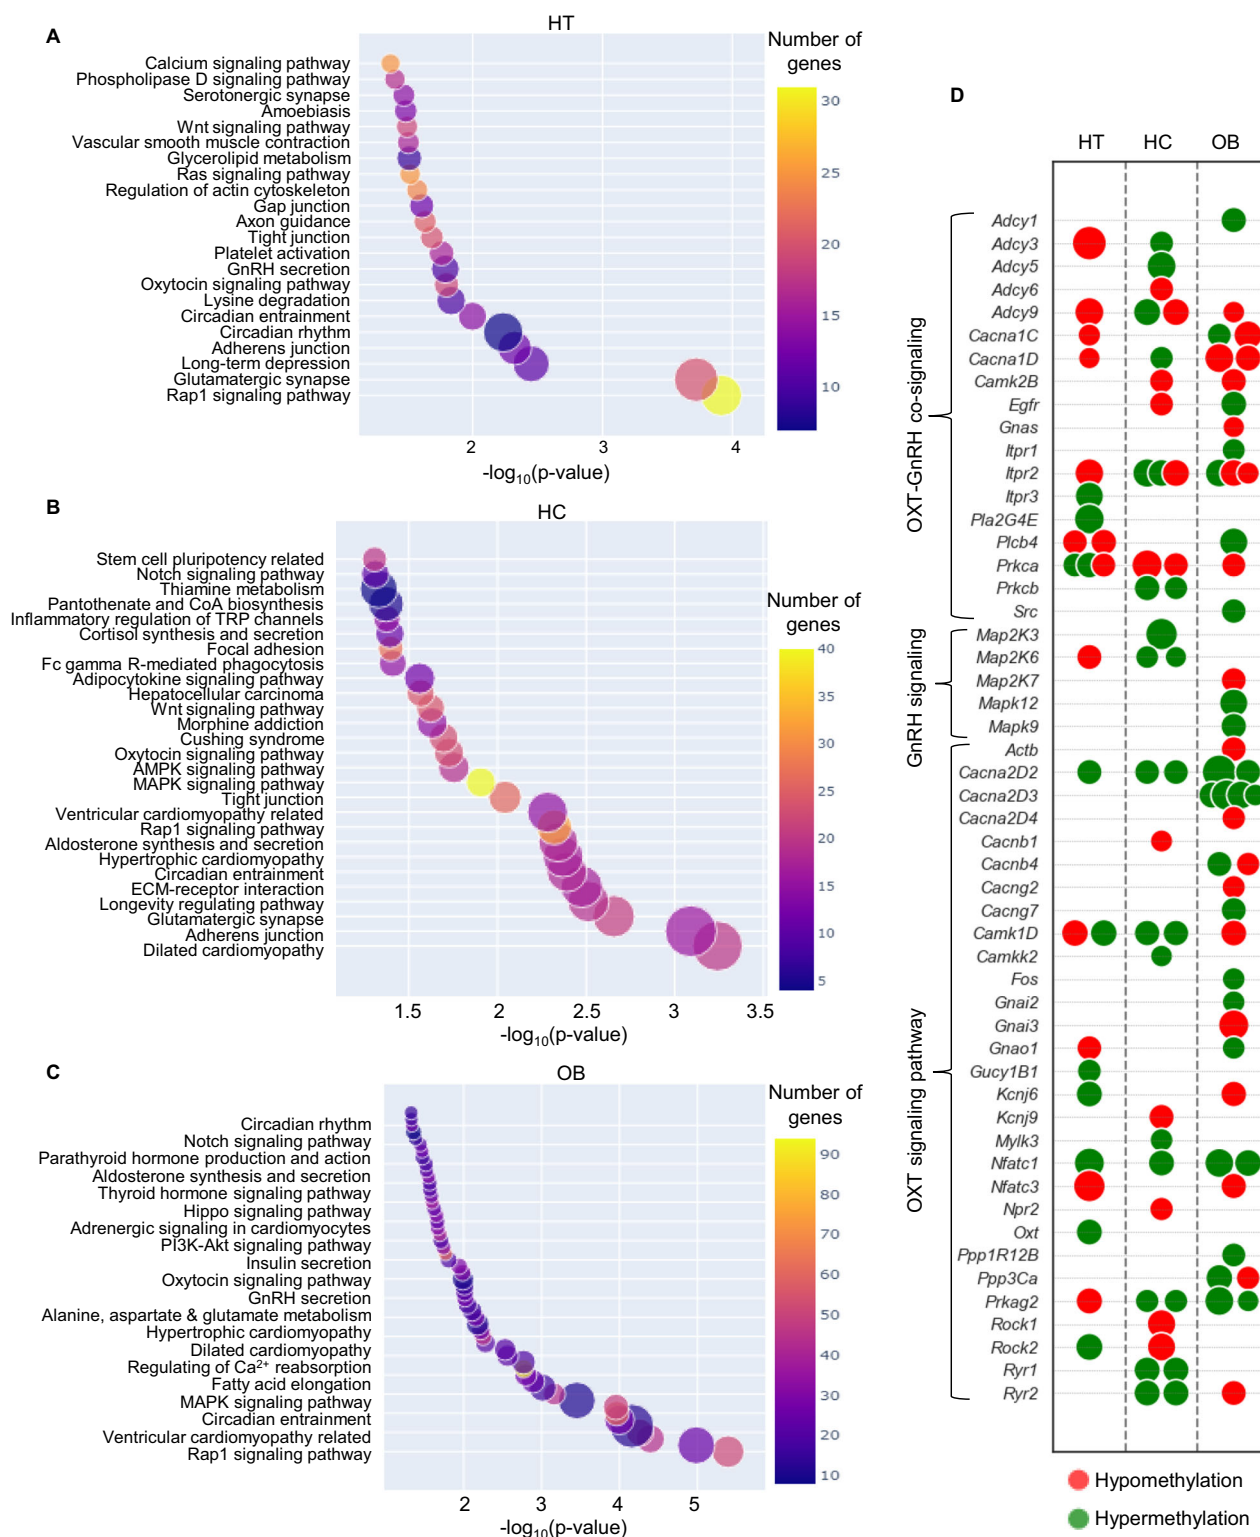 A
HT
Calcium signaling pathway
Phospholipase D signaling pathway
Serotonergic synapse
Amoebiasis
Wnt signaling pathway
Vascular smooth muscle contraction
Glycerolipid metabolism
Ras signaling pathway
Regulation of actin cytoskeleton
Gap junction
Axon guidance
Tight junction
Platelet activation
GnRH secretion
Oxytocin signaling pathway
Lysine degradation
Circadian entrainment
Circadian rhythm
Adherens junction
Long-term depression
Glutamatergic synapse
Rap1 signaling pathway
2
3
4
-log10(p-value)
Number of
genes
30
25
20
15
10
B
HC
Stem cell pluripotency related
Notch signaling pathway
Thiamine metabolism
Pantothenate and CoA biosynthesis
Inflammatory regulation of TRP channels
Cortisol synthesis and secretion
Focal adhesion
Fc gamma R-mediated phagocytosis
Adipocytokine signaling pathway
Hepatocellular carcinoma
Wnt signaling pathway
Morphine addiction
Cushing syndrome
Oxytocin signaling pathway
AMPK signaling pathway
MAPK signaling pathway
Tight junction
Ventricular cardiomyopathy related
Rap1 signaling pathway
Aldosterone synthesis and secretion
Hypertrophic cardiomyopathy
Circadian entrainment
ECM-receptor interaction
Longevity regulating pathway
Glutamatergic synapse
Adherens junction
Dilated cardiomyopathy
1.5
2
2.5
3
3.5
-log10(p-value)
Number of
genes
40
35
30
25
20
15
10
5
C
OB
Circadian rhythm
Notch signaling pathway
Parathyroid hormone production and action
Aldosterone synthesis and secretion
Thyroid hormone signaling pathway
Hippo signaling pathway
Adrenergic signaling in cardiomyocytes
PI3K-Akt signaling pathway
Insulin secretion
Oxytocin signaling pathway
GnRH secretion
Alanine, aspartate & glutamate metabolism
Hypertrophic cardiomyopathy
Dilated cardiomyopathy
Regulating of Ca2+ reabsorption
Fatty acid elongation
MAPK signaling pathway
Circadian entrainment
Ventricular cardiomyopathy related
Rap1 signaling pathway
2
3
4
5
-log10(p-value)
Number of
genes
90
80
70
60
50
40
30
20
10
D
HT HC OB
OXT-GnRH co-signaling
Adcy1
Adcy3
Adcy5
Adcy6
Adcy9
Cacna1C
Cacna1D
Camk2B
Egfr
Gnas
Itpr1
Itpr2
Itpr3
Pla2G4E
Plcb4
Prkca
Prkcb
Src
GnRH signaling
Map2K3
Map2K6
Map2K7
Mapk12
Mapk9
OXT signaling pathway
Actb
Cacna2D2
Cacna2D3
Cacna2D4
Cacnb1
Cacnb4
Cacng2
Cacng7
Camk1D
Camkk2
Fos
Gnai2
Gnai3
Gnao1
Gucy1B1
Kcnj6
Kcnj9
Mylk3
Nfatc1
Nfatc3
Npr2
Oxt
Ppp1R12B
Ppp3Ca
Prkag2
Rock1
Rock2
Ryr1
Ryr2
Hypomethylation
Hypermethylation